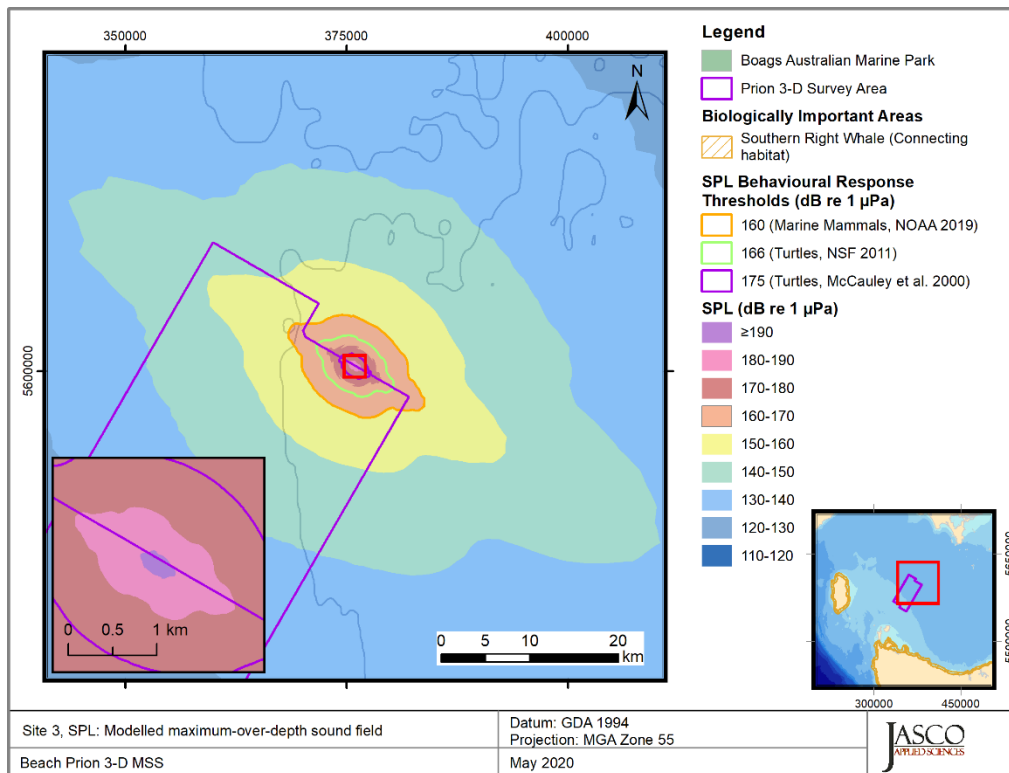 350000 375000 400000
5600000
N
0 0.5 1 km
0 5 10 20
km
Legend
Boags Australian Marine Park
Prion 3-D Survey Area
Biologically Important Areas
Southern Right Whale (Connecting
habitat)
SPL Behavioural Response
Thresholds (dB re 1 µPa)
160 (Marine Mammals, NOAA 2019)
166 (Turtles, NSF 2011)
175 (Turtles, McCauley et al. 2000)
SPL (dB re 1 µPa)
≥190
180-190
170-180
160-170
150-160
140-150
130-140
120-130
110-120
5650000
5500000
300000 450000
Site 3, SPL: Modelled maximum-over-depth sound field
Beach Prion 3-D MSS
Datum: GDA 1994
Projection: MGA Zone 55
May 2020
JASCO
APPLIED SCIENCES